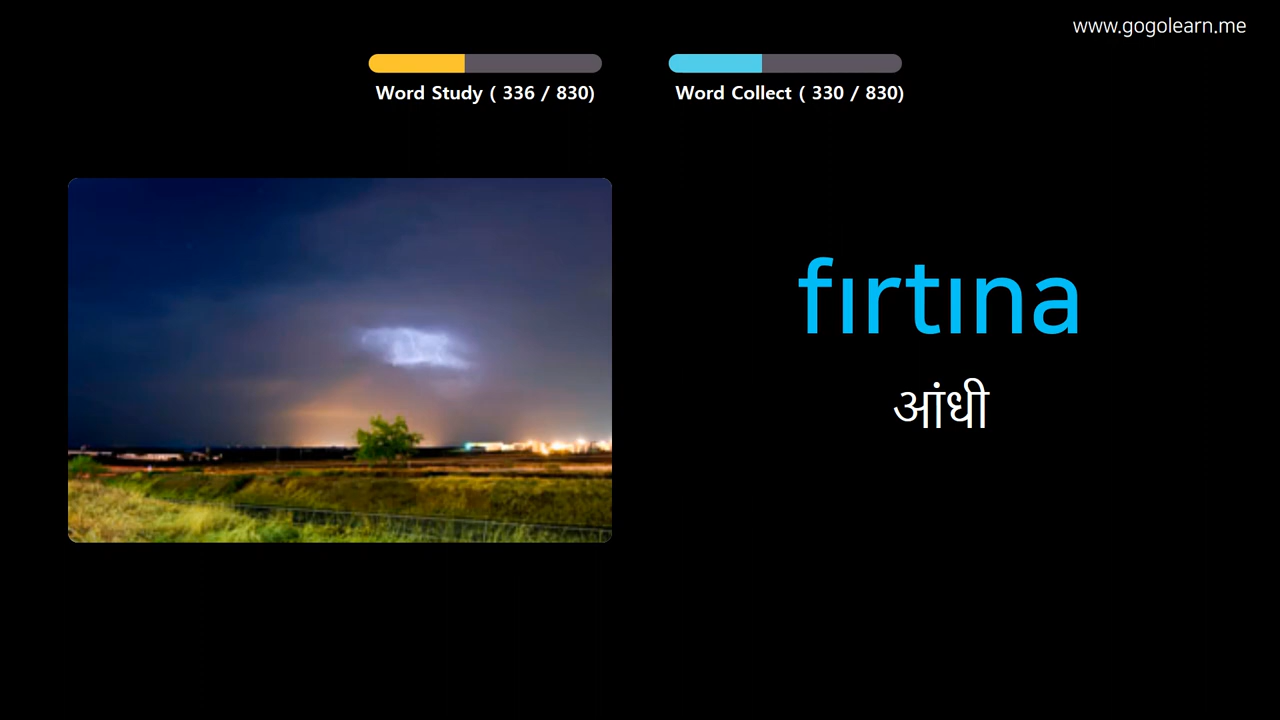 www.gogolearn.me
Word Study ( 336 / 830)
Word Collect ( 330 / 830)
fırtına
आंधी